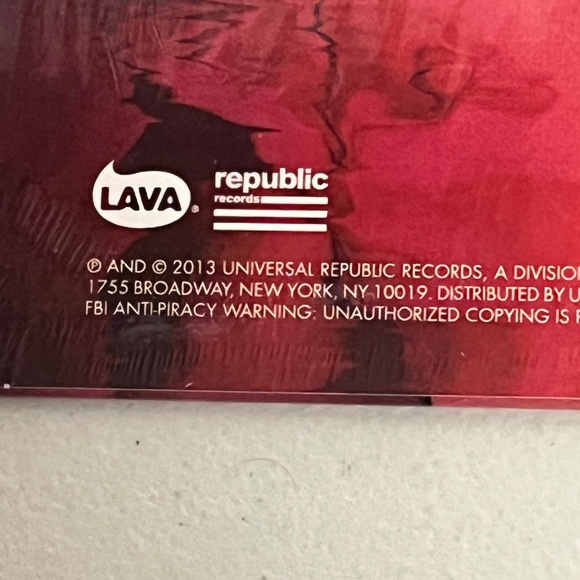 LAVA®
republic
records
℗ AND © 2013 UNIVERSAL REPUBLIC RECORDS, A DIVISION
1755 BROADWAY, NEW YORK, NY 10019. DISTRIBUTED BY U
FBI ANTI-PIRACY WARNING: UNAUTHORIZED COPYING IS P